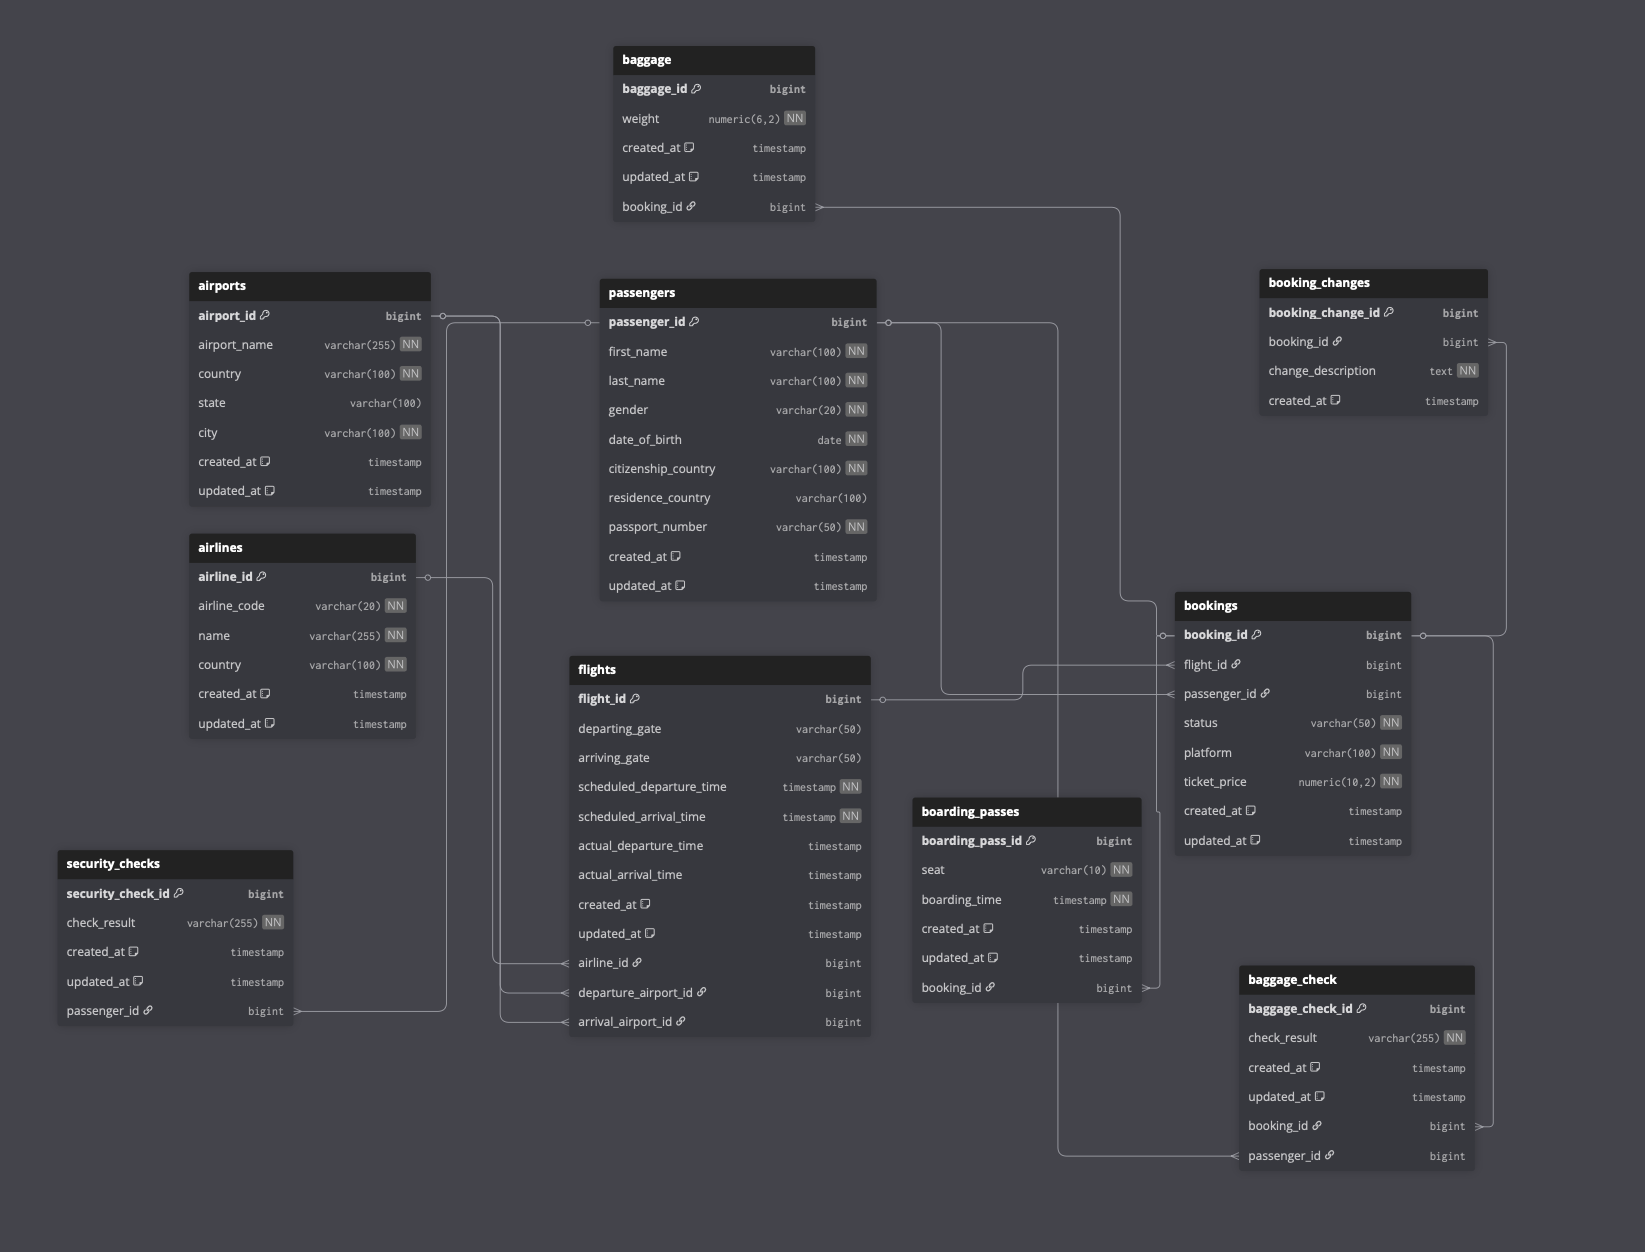 baggage
baggage_id bigint
weight numeric(6,2) NN
created_at timestamp
updated_at timestamp
booking_id bigint
airports
airport_id bigint
airport_name varchar(255) NN
country varchar(100) NN
state varchar(100)
city varchar(100) NN
created_at timestamp
updated_at timestamp
passengers
passenger_id bigint
first_name varchar(100) NN
last_name varchar(100) NN
gender varchar(20) NN
date_of_birth date NN
citizenship_country varchar(100) NN
residence_country varchar(100)
passport_number varchar(50) NN
created_at timestamp
updated_at timestamp
booking_changes
booking_change_id bigint
booking_id bigint
change_description text NN
created_at timestamp
airlines
airline_id bigint
airline_code varchar(20) NN
name varchar(255) NN
country varchar(100) NN
created_at timestamp
updated_at timestamp
flights
flight_id bigint
departing_gate varchar(50)
arriving_gate varchar(50)
scheduled_departure_time timestamp NN
scheduled_arrival_time timestamp NN
actual_departure_time timestamp
actual_arrival_time timestamp
created_at timestamp
updated_at timestamp
airline_id bigint
departure_airport_id bigint
arrival_airport_id bigint
bookings
booking_id bigint
flight_id bigint
passenger_id bigint
status varchar(50) NN
platform varchar(100) NN
ticket_price numeric(10,2) NN
created_at timestamp
updated_at timestamp
boarding_passes
boarding_pass_id bigint
seat varchar(10) NN
boarding_time timestamp NN
created_at timestamp
updated_at timestamp
booking_id bigint
security_checks
security_check_id bigint
check_result varchar(255) NN
created_at timestamp
updated_at timestamp
passenger_id bigint
baggage_check
baggage_check_id bigint
check_result varchar(255) NN
created_at timestamp
updated_at timestamp
booking_id bigint
passenger_id bigint